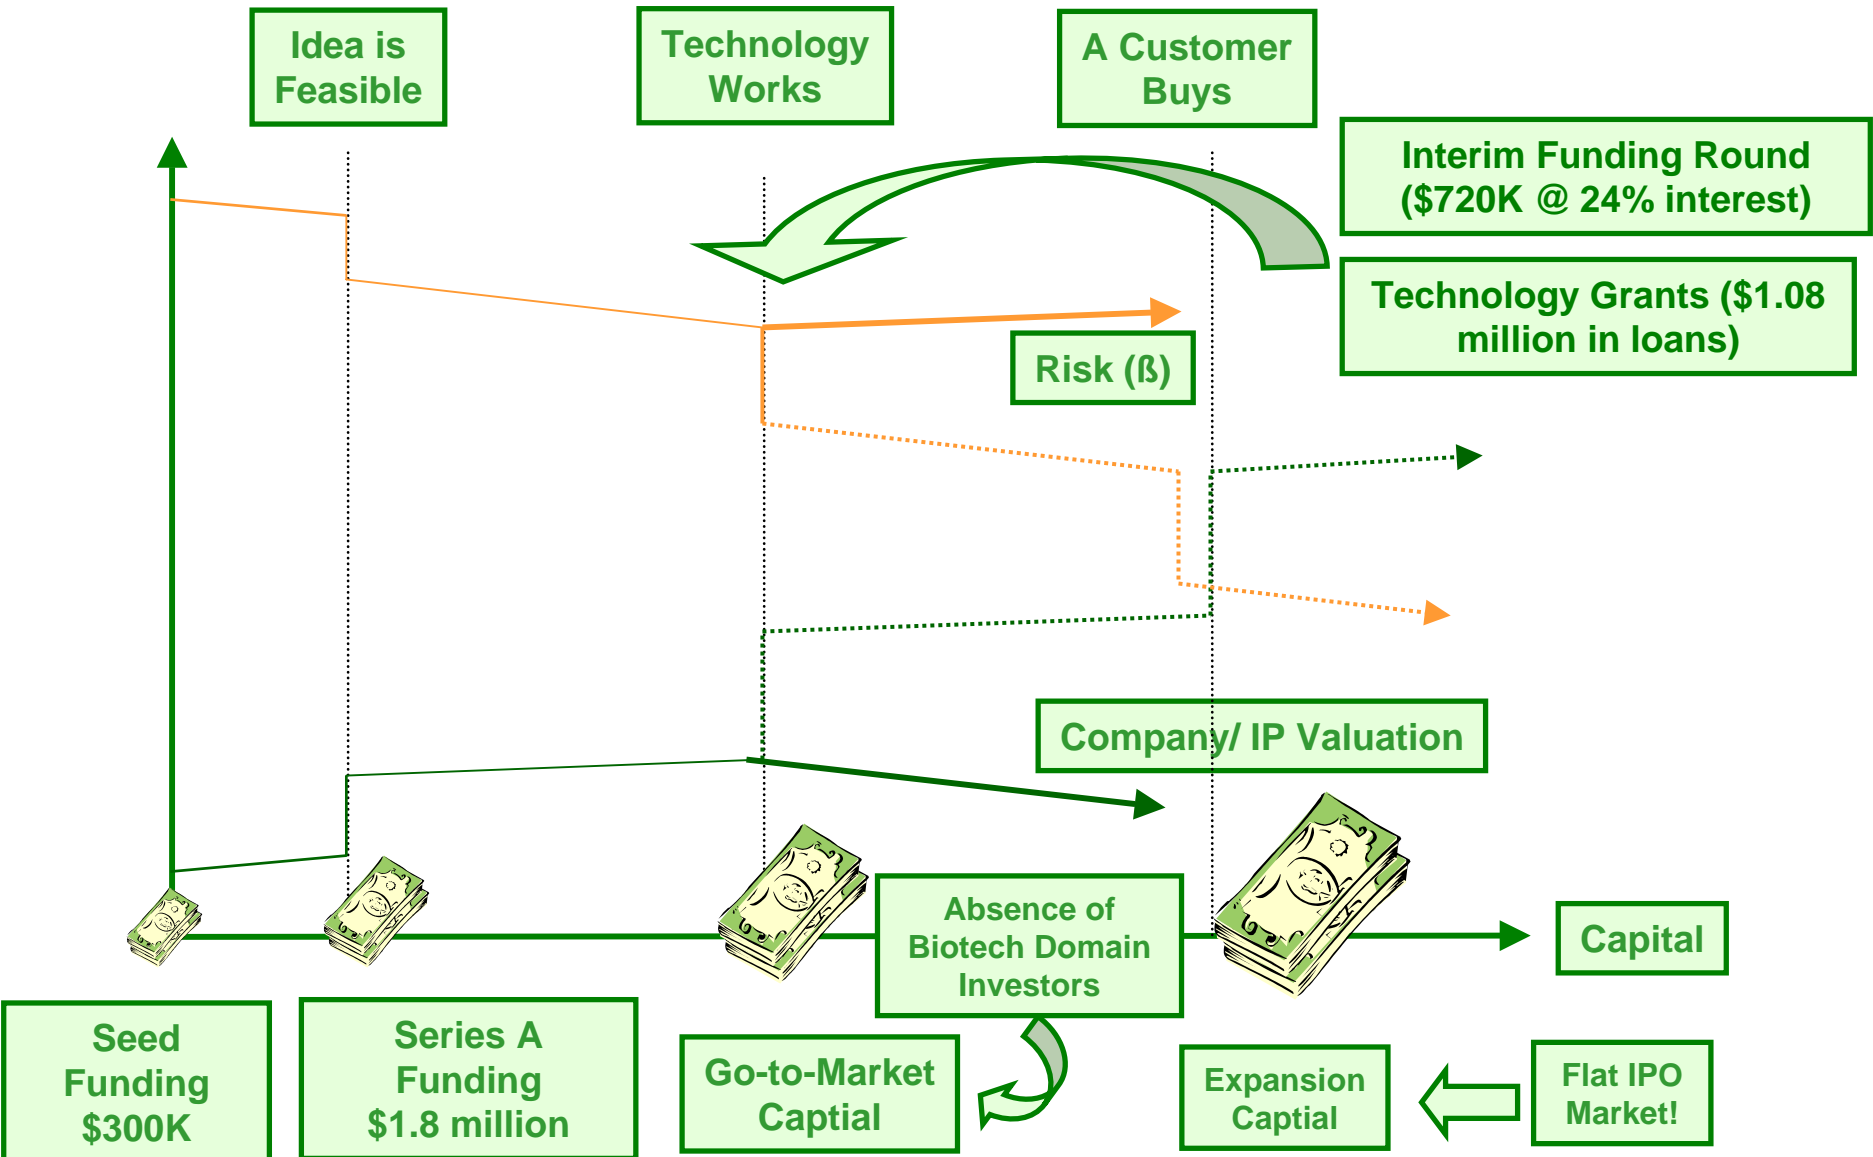 Idea is
Feasible
Technology
Works
A Customer
Buys
Interim Funding Round
($720K @ 24% interest)
Technology Grants ($1.08
million in loans)
Risk (ß)
Company/ IP Valuation
Absence of
Biotech Domain
Investors
Capital
Seed
Funding
$300K
Series A
Funding
$1.8 million
Go-to-Market
Captial
Expansion
Captial
Flat IPO
Market!